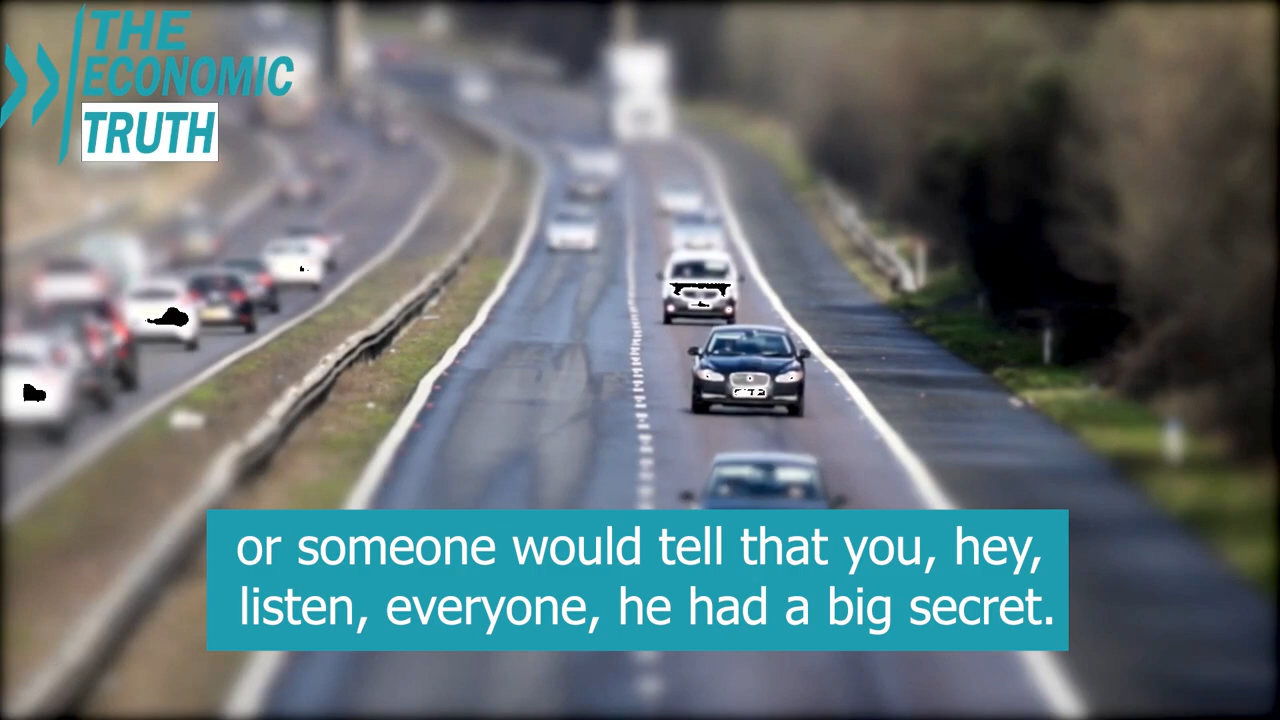 THE
ECONOMIC
TRUTH
or someone would tell that you, hey,
listen, everyone, he had a big secret.